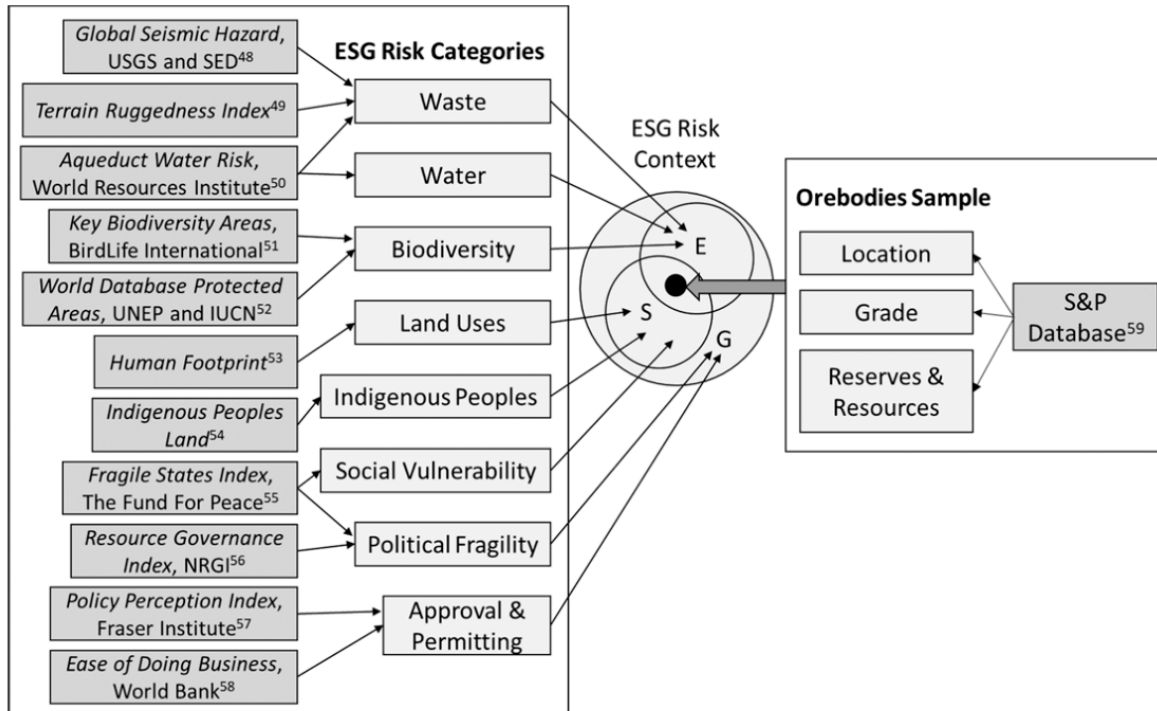 Global Seismic Hazard,
USGS and SED48
Terrain Ruggedness Index49
Aqueduct Water Risk,
World Resources Institute50
Key Biodiversity Areas,
BirdLife International51
World Database Protected
Areas, UNEP and IUCN52
Human Footprint53
Indigenous Peoples
Land54
Fragile States Index,
The Fund For Peace55
Resource Governance
Index, NRGI56
Policy Perception Index,
Fraser Institute57
Ease of Doing Business,
World Bank58
ESG Risk Categories
Waste
Water
Biodiversity
Land Uses
Indigenous Peoples
Social Vulnerability
Political Fragility
Approval &
Permitting
ESG Risk
Context
E
S
G
Orebodies Sample
Location
Grade
Reserves &
Resources
S&P
Database59